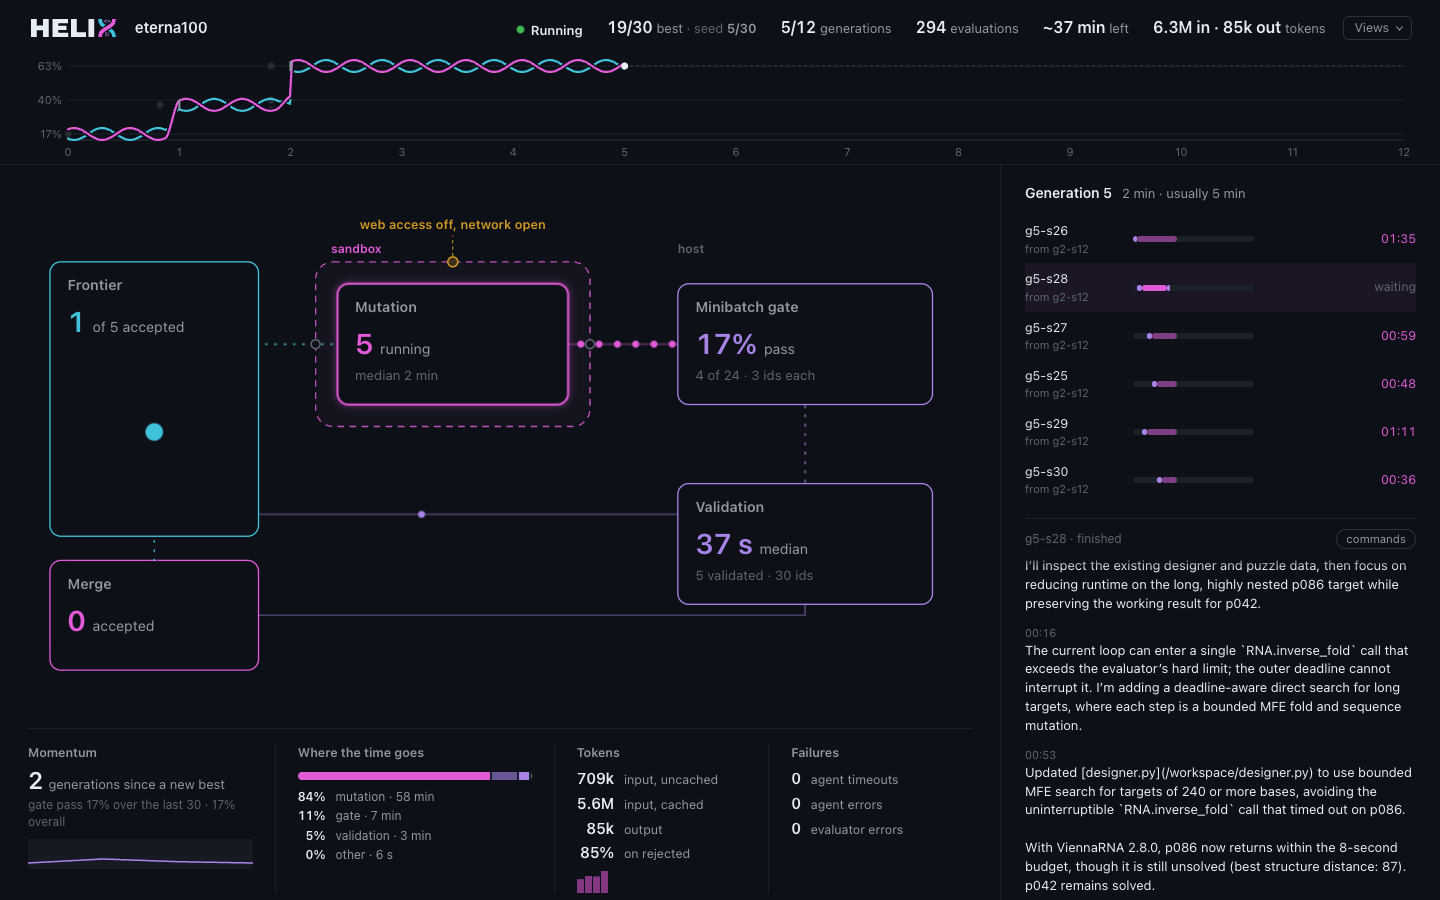 HELIX eterna100
Running 19/30 best · seed 5/30 5/12 generations 294 evaluations ~37 min left 6.3M in · 85k out tokens Views
63%
40%
17%
0 1 2 3 4 5 6 7 8 9 10 11 12
web access off, network open
sandbox
host
Frontier
1 of 5 accepted
Mutation
5 running
median 2 min
Minibatch gate
17% pass
4 of 24 · 3 ids each
Validation
37 s median
5 validated · 30 ids
Merge
0 accepted
Momentum
2 generations since a new best
gate pass 17% over the last 30 · 17%
overall
Where the time goes
84% mutation · 58 min
11% gate · 7 min
5% validation · 3 min
0% other · 6 s
Tokens
709k input, uncached
5.6M input, cached
85k output
85% on rejected
Failures
0 agent timeouts
0 agent errors
0 evaluator errors
Generation 5 2 min · usually 5 min
g5-s26
from g2-s12
01:35
g5-s28
from g2-s12
waiting
g5-s27
from g2-s12
00:59
g5-s25
from g2-s12
00:48
g5-s29
from g2-s12
01:11
g5-s30
from g2-s12
00:36
g5-s28 · finished commands
I'll inspect the existing designer and puzzle data, then focus on
reducing runtime on the long, highly nested p086 target while
preserving the working result for p042.
00:16
The current loop can enter a single `RNA.inverse_fold` call that
exceeds the evaluator's hard limit; the outer deadline cannot
interrupt it. I'm adding a deadline-aware direct search for long
targets, where each step is a bounded MFE fold and sequence
mutation.
00:53
Updated [designer.py](/workspace/designer.py) to use bounded
MFE search for targets of 240 or more bases, avoiding the
uninterruptible `RNA.inverse_fold` call that timed out on p086.
With ViennaRNA 2.8.0, p086 now returns within the 8-second
budget, though it is still unsolved (best structure distance: 87).
p042 remains solved.